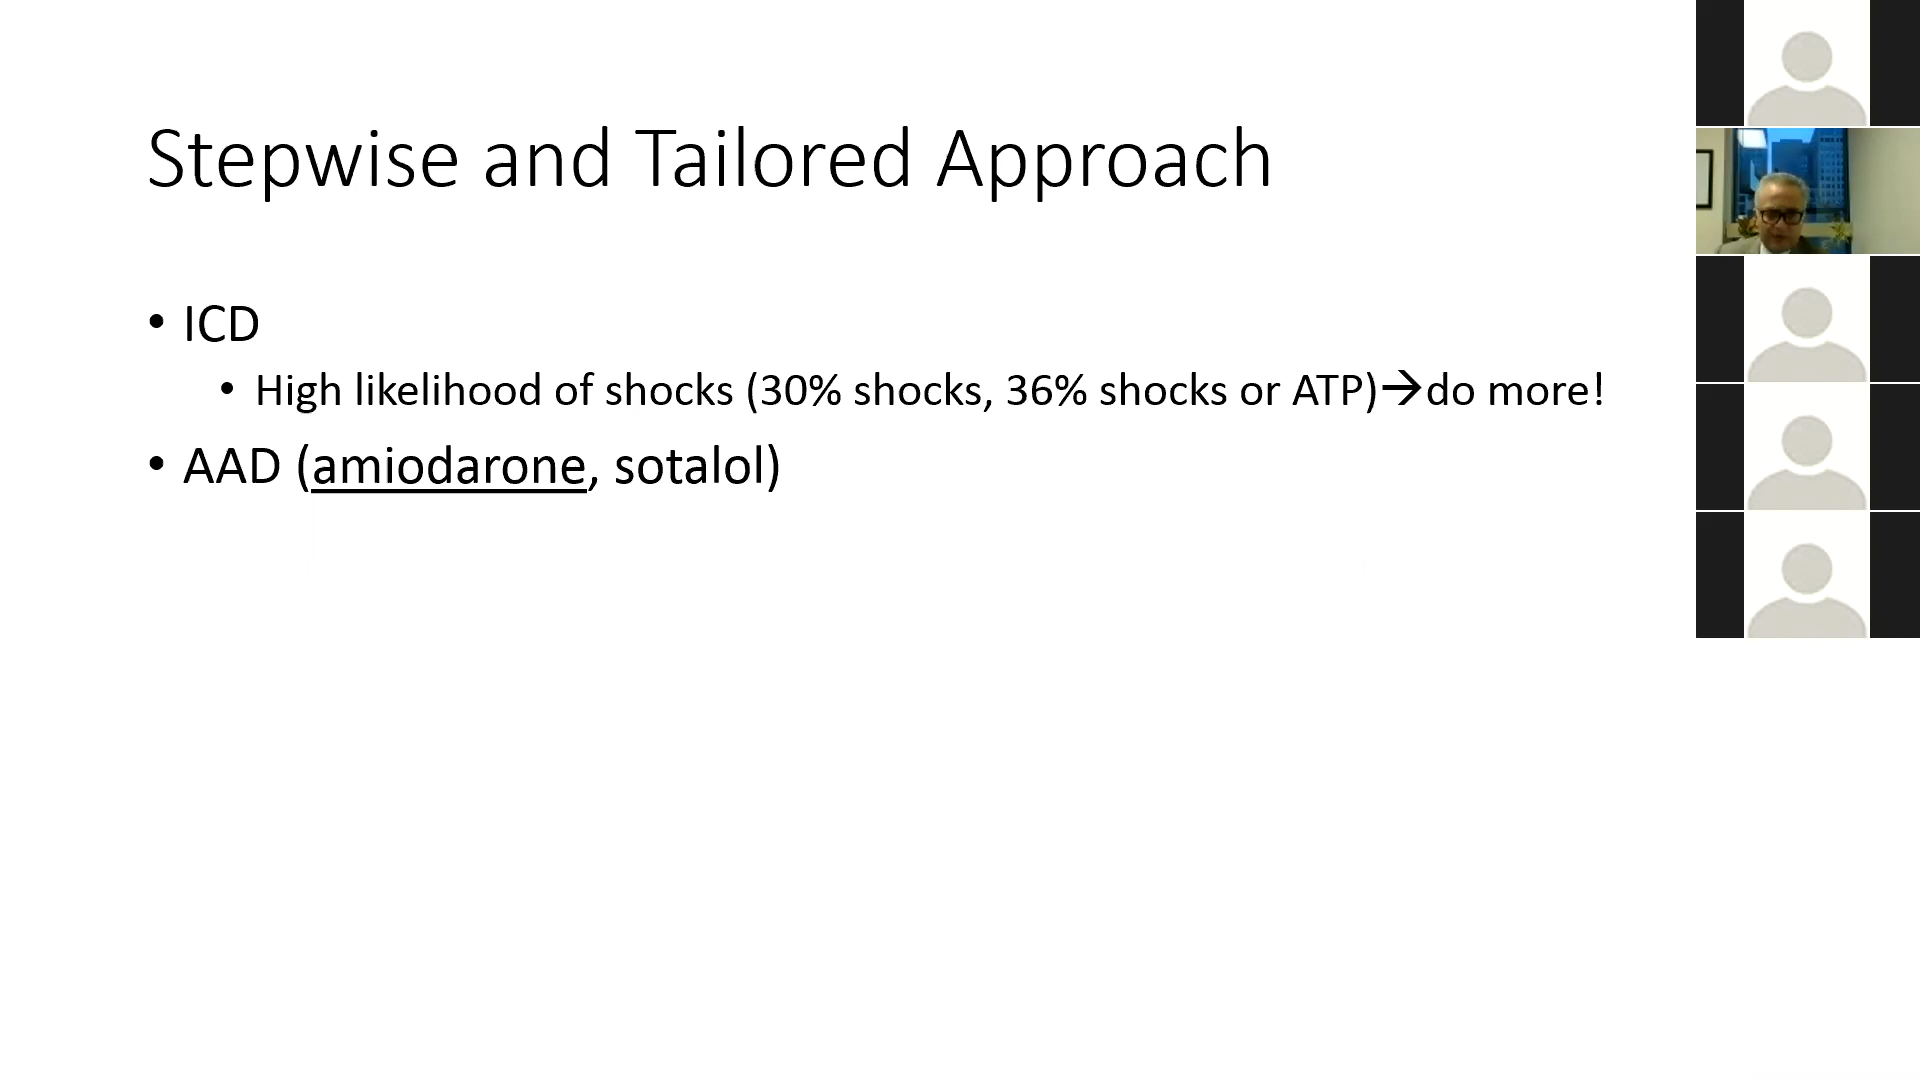 Stepwise and Tailored Approach
• ICD
• High likelihood of shocks (30% shocks, 36% shocks or ATP)→do more!
• AAD (amiodarone, sotalol)